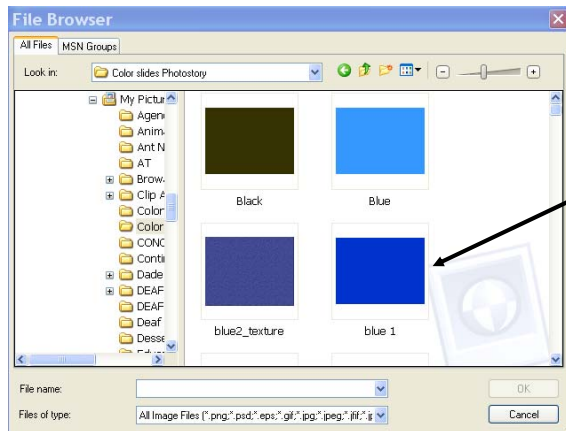 File Browser
All Files MSN Groups
Look in: Color slides Photostory
My Pictur
Agen
Anim
Ant N
AT
Brow
Clip A
Color
Color
CONC
Conti
Dade
DEAF
DEAF
Deaf
Desse
Black Blue
blue2_texture blue 1
File name: OK
Files of type: All Image Files (*.png;*.psd;*.eps;*.gif;*.jpg;*.jpeg;*.jfif;*.jp Cancel